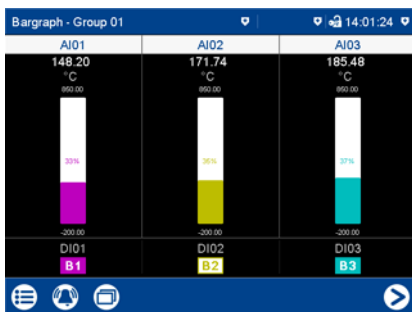 Bargraph - Group 01 14:01:24
AI01 AI02 AI03
148.20 171.74 185.48
°C °C °C
850.00 850.00 850.00
33% 35% 37%
-200.00 -200.00 -200.00
DI01 DI02 DI03
B1 B2 B3